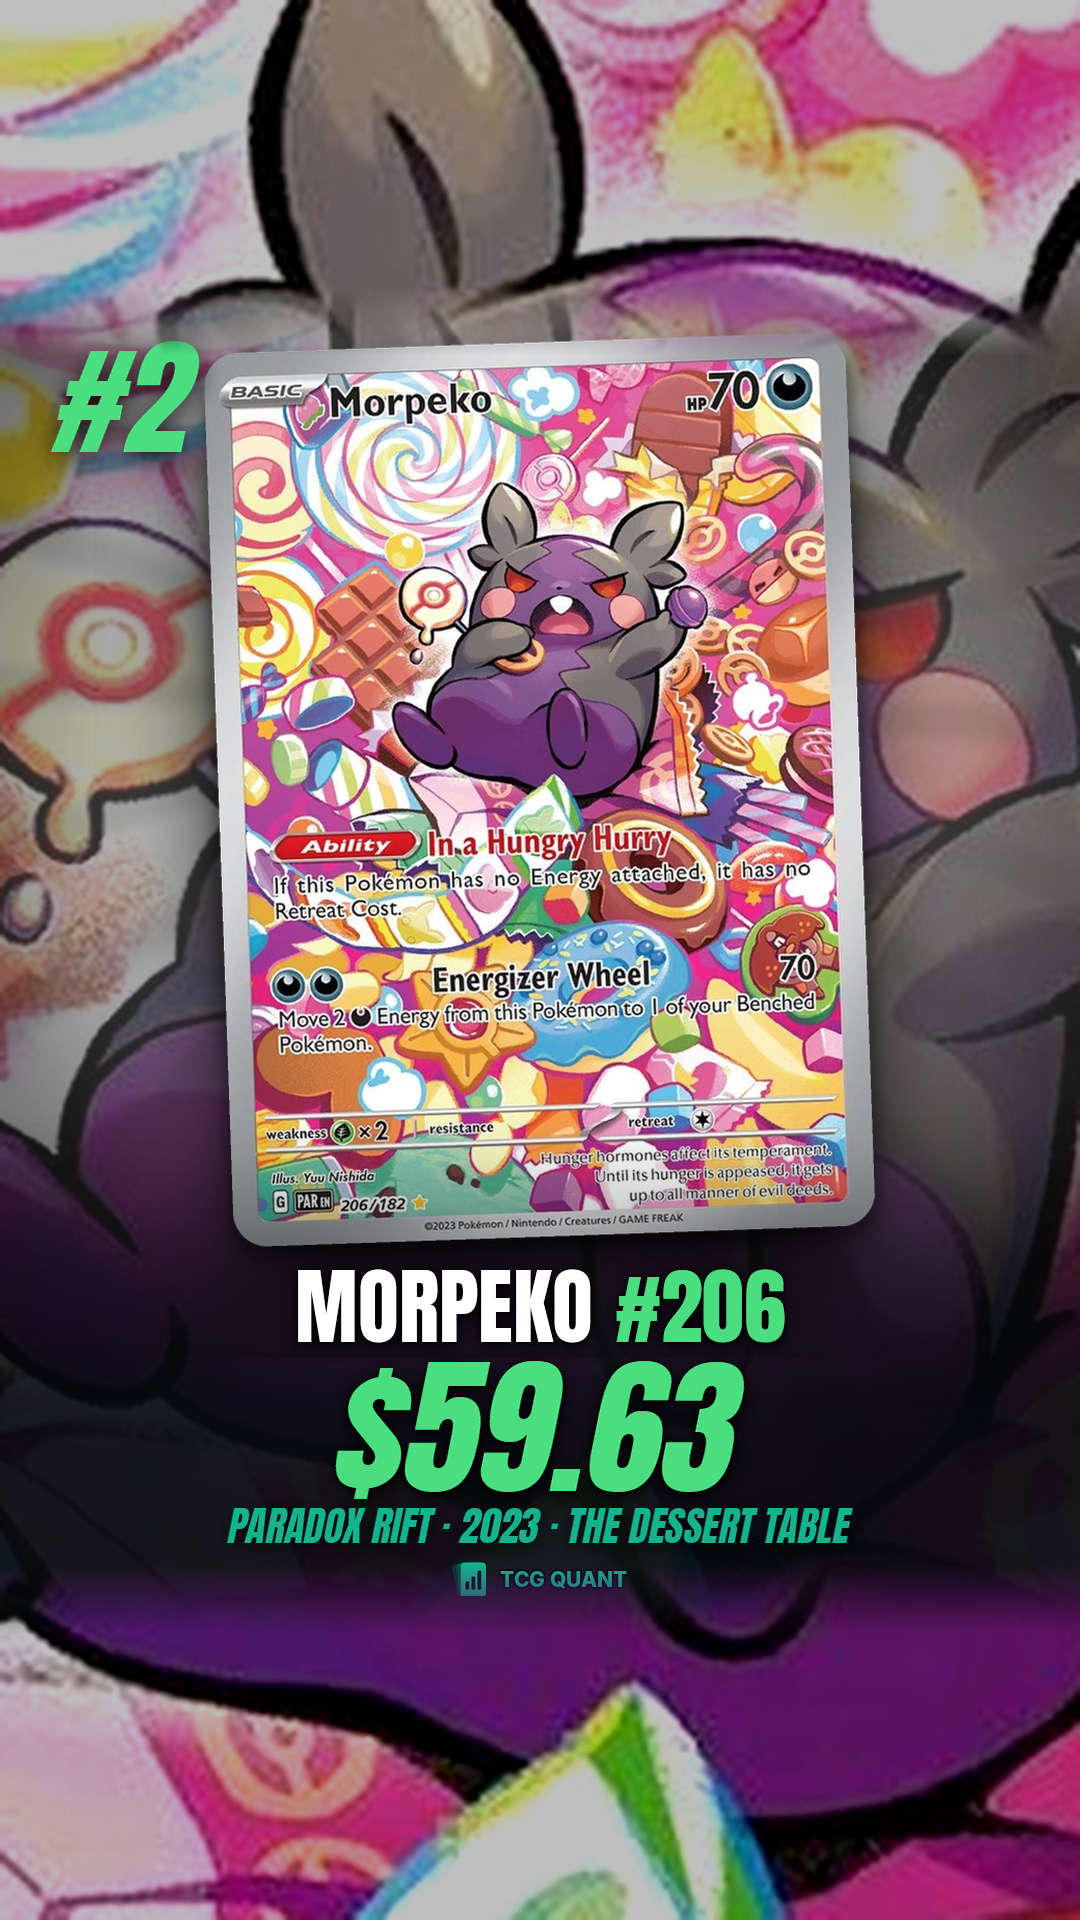 #2
BASIC
Morpeko
HP 70
Ability In a Hungry Hurry
If this Pokémon has no Energy attached, it has no
Retreat Cost.
Energizer Wheel 70
Move 2 Energy from this Pokémon to 1 of your Benched
Pokémon.
weakness ×2 resistance retreat
Hunger hormones affect its temperament.
Until its hunger is appeased, it gets
up to all manner of evil deeds.
Illus. Yuu Nishida
G PAR EN 206/182
©2023 Pokémon / Nintendo / Creatures / GAME FREAK
MORPEKO #206
$59.63
PARADOX RIFT · 2023 · THE DESSERT TABLE
TCG QUANT